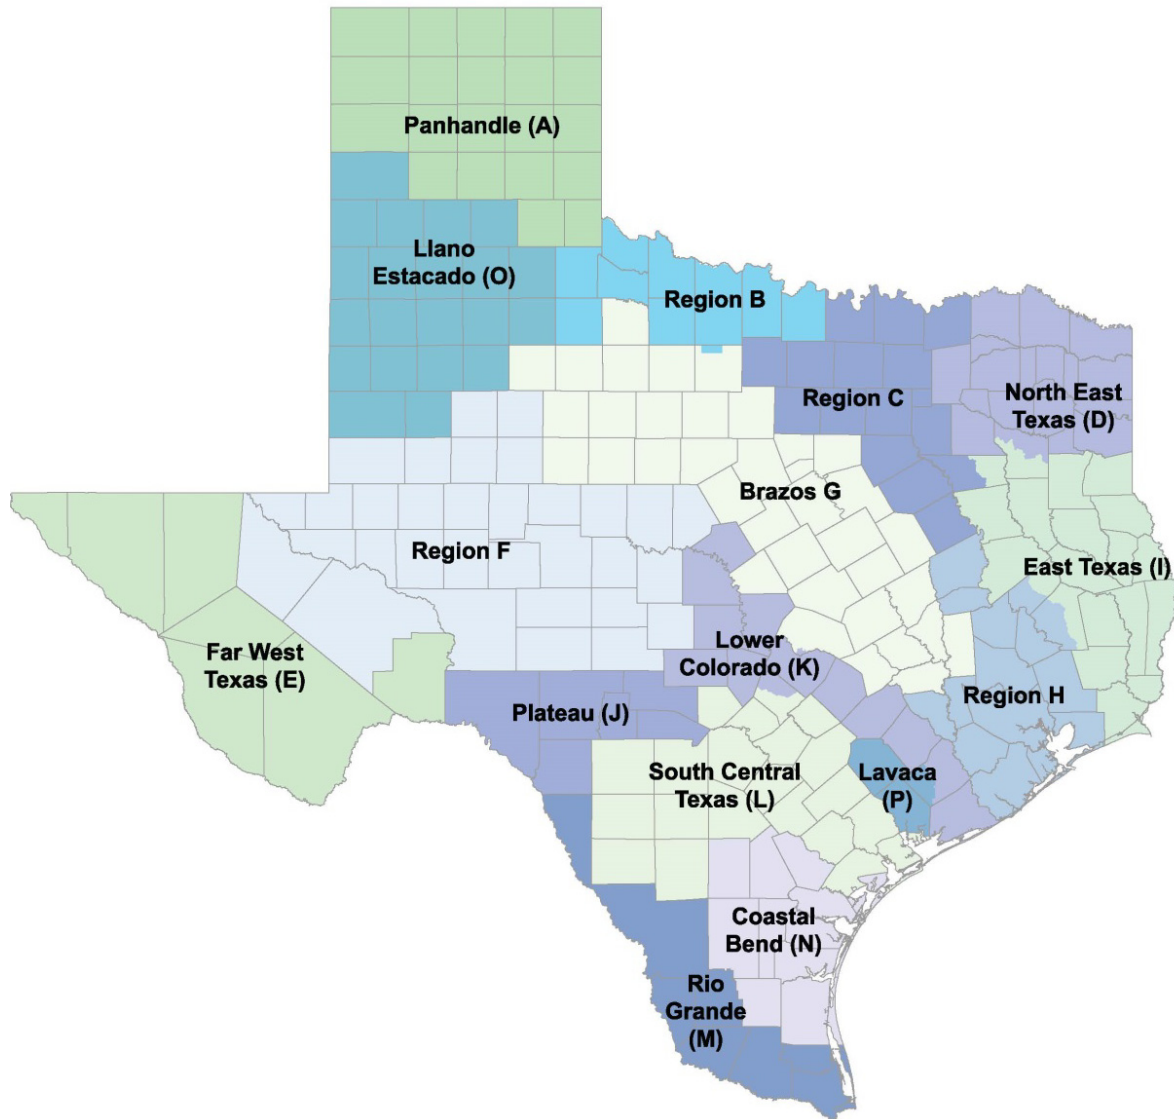 Panhandle (A)
Llano
Estacado (O)
Region B
Region C
North East
Texas (D)
Brazos G
Region F
East Texas (I)
Far West
Texas (E)
Lower
Colorado (K)
Region H
Plateau (J)
South Central
Texas (L)
Lavaca
(P)
Coastal
Bend (N)
Rio
Grande
(M)